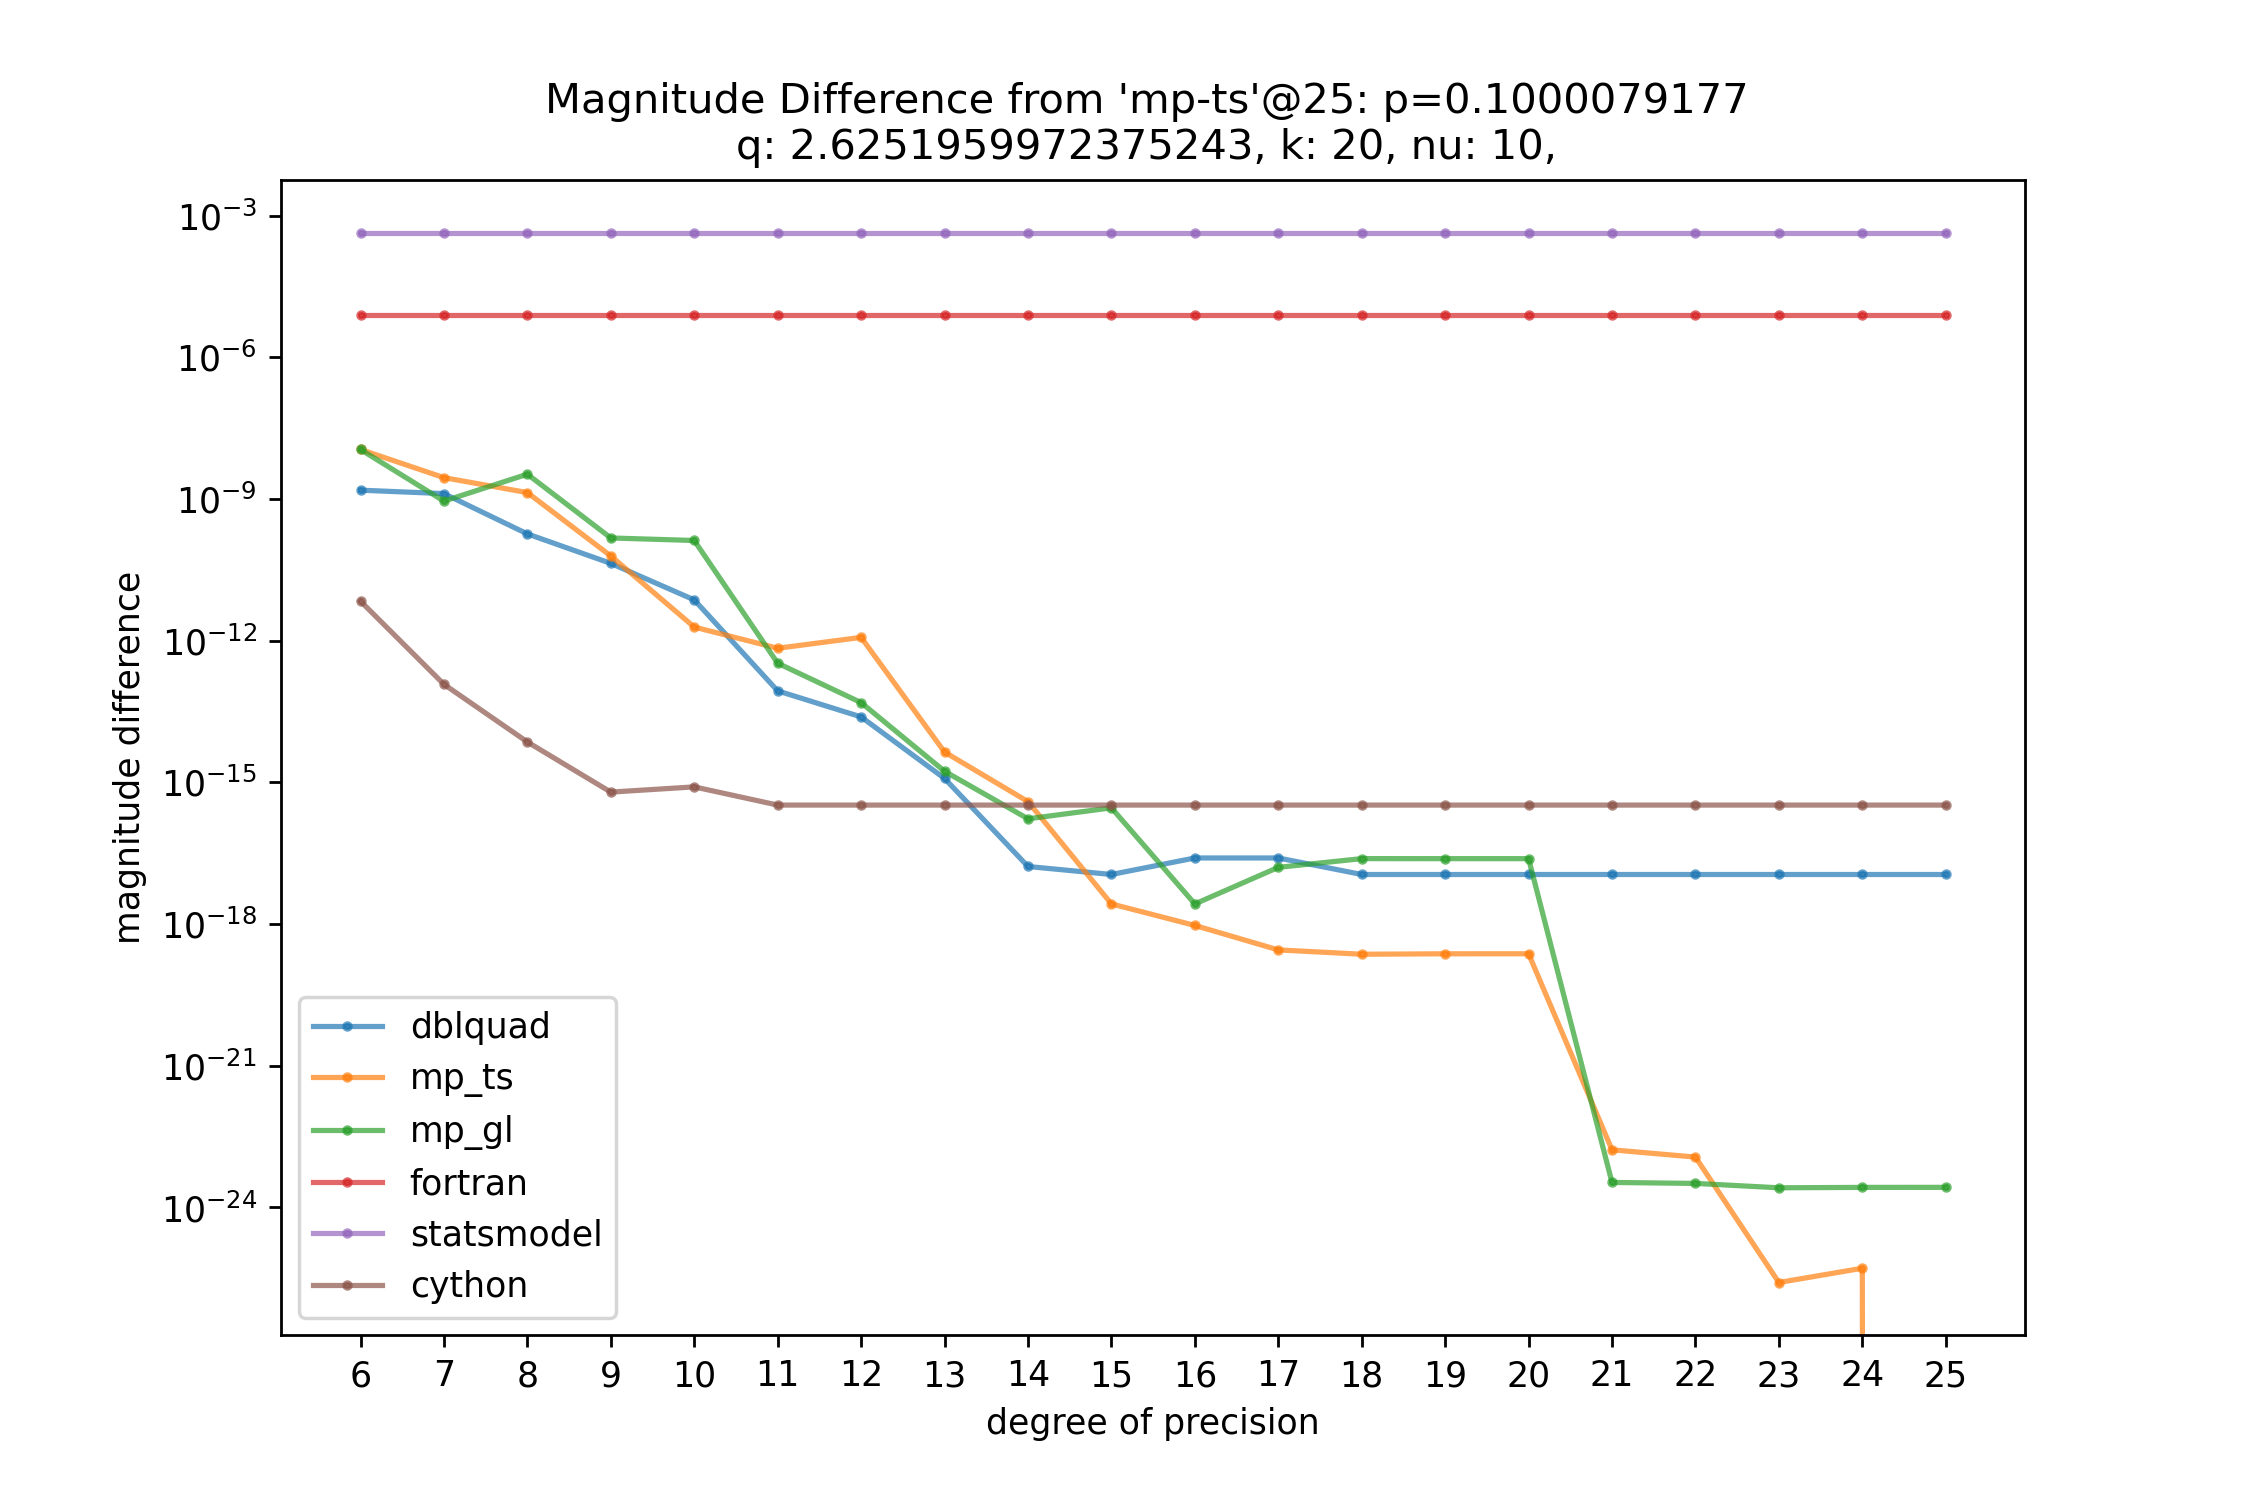 Magnitude Difference from 'mp-ts'@25: p=0.1000079177
q: 2.6251959972375243, k: 20, nu: 10,
magnitude difference
10⁻³
10⁻⁶
10⁻⁹
10⁻¹²
10⁻¹⁵
10⁻¹⁸
10⁻²¹
10⁻²⁴
dblquad
mp_ts
mp_gl
fortran
statsmodel
cython
6 7 8 9 10 11 12 13 14 15 16 17 18 19 20 21 22 23 24 25
degree of precision